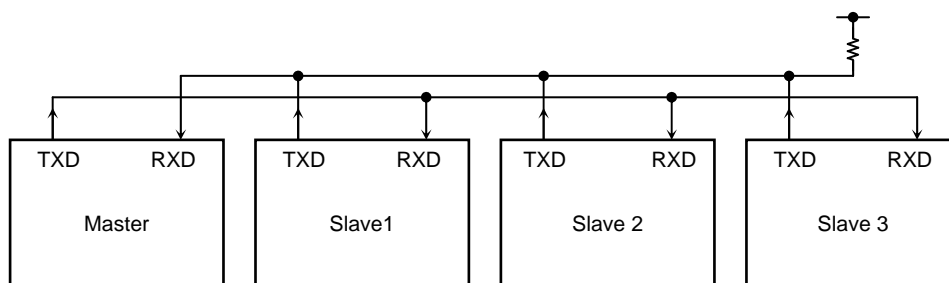 TXD RXD TXD RXD TXD RXD TXD RXD
Master Slave1 Slave 2 Slave 3